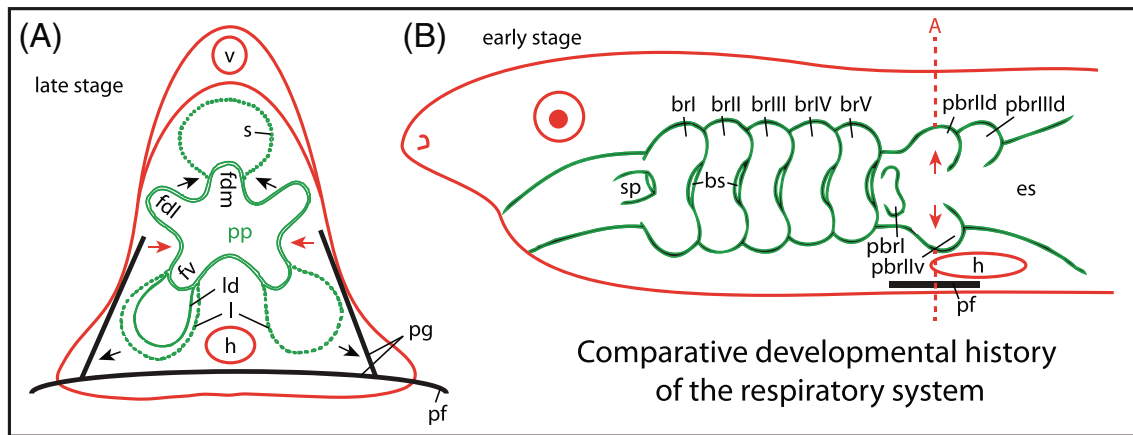 (A)
late stage
v
s
fdm
fdl
pp
fv
ld
l
h
pg
pf
(B)
early stage
A
brI brII brIII brIV brV
pbrIId
pbrIIId
sp
bs
es
pbrI
pbrIIv
h
pf
Comparative developmental history
of the respiratory system